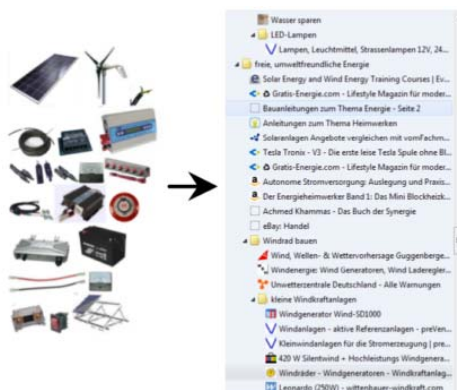 Wasser sparen
LED-Lampen
Lampen, Leuchtmittel, Strassenlampen 12V, 24...
freie, umweltfreundliche Energie
Solar Energy and Wind Energy Training Courses | Ev...
Gratis-Energie.com - Lifestyle Magazin für moder...
Bauanleitungen zum Thema Energie - Seite 2
Anleitungen zum Thema Heimwerken
Solaranlagen Angebote vergleichen mit vomFachm...
Tesla Tronix - V3 - Die erste leise Tesla Spule ohne Bl...
Gratis-Energie.com - Lifestyle Magazin für moder...
Autonome Stromversorgung: Auslegung und Praxis...
Der Energieheimwerker Band 1: Das Mini Blockheizk...
Achmed Khammas - Das Buch der Synergie
eBay: Handel
Windrad bauen
Wind, Wellen- & Wettervorhersage Guggenberge...
Windenergie: Wind Generatoren, Wind Laderegler...
Unwetterzentrale Deutschland - Alle Warnungen
kleine Windkraftanlagen
Windgenerator Wind-SD1000
Windanlagen - aktive Referenzanlagen - preVen...
Kleinwindanlagen für die Stromerzeugung | pre...
420 W Silentwind + Hochleistungs Windgenera...
Windräder - Windgeneratoren - Windkraftanlag...
Leonardo (250W) - wittenbauer-windkraft.com